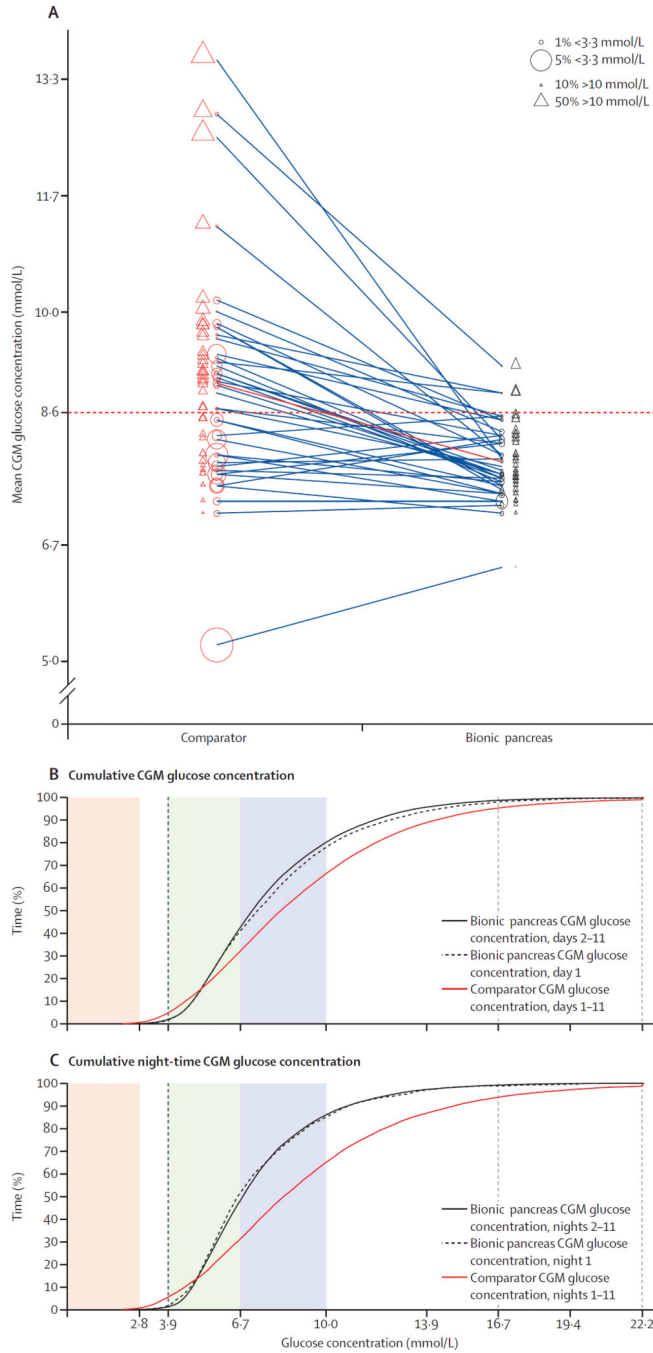 A
1% <3·3 mmol/L
5% <3·3 mmol/L
10% >10 mmol/L
50% >10 mmol/L
Mean CGM glucose concentration (mmol/L)
13·3
11·7
10·0
8·6
6·7
5·0
0
Comparator
Bionic pancreas
B Cumulative CGM glucose concentration
Time (%)
100
90
80
70
60
50
40
30
20
10
0
Bionic pancreas CGM glucose
concentration, days 2–11
Bionic pancreas CGM glucose
concentration, day 1
Comparator CGM glucose
concentration, days 1–11
C Cumulative night-time CGM glucose concentration
Time (%)
100
90
80
70
60
50
40
30
20
10
0
Bionic pancreas CGM glucose
concentration, nights 2–11
Bionic pancreas CGM glucose
concentration, night 1
Comparator CGM glucose
concentration, nights 1–11
2·8
3·9
6·7
10·0
13·9
16·7
19·4
22·2
Glucose concentration (mmol/L)